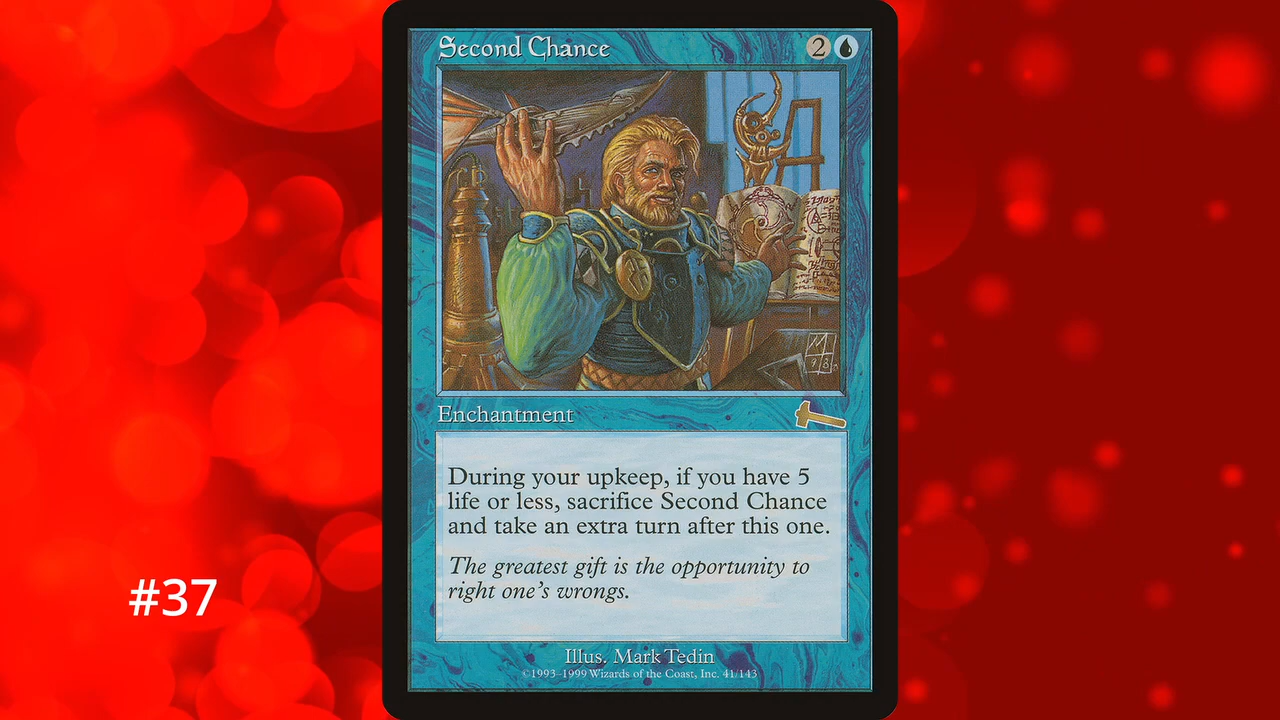 Second Chance 2
Enchantment
During your upkeep, if you have 5
life or less, sacrifice Second Chance
and take an extra turn after this one.
The greatest gift is the opportunity to
right one's wrongs.
#37
Illus. Mark Tedin
©1993-1999 Wizards of the Coast, Inc. 41/143